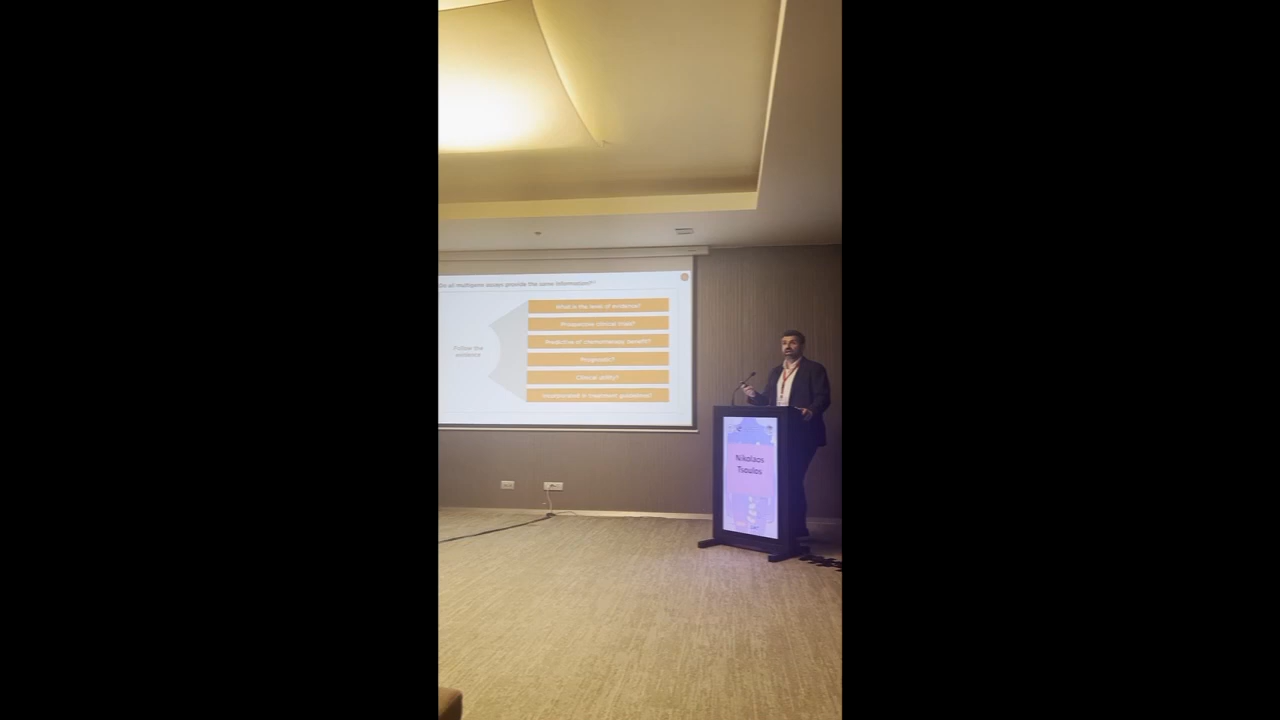 Do all multigene assays provide the same information?
Follow the
evidence
What is the level of evidence?
Prospective clinical trials?
Predictive of chemotherapy benefit?
Prognostic?
Clinical utility?
Incorporated in treatment guidelines?
Nikolaos
Tsoulos